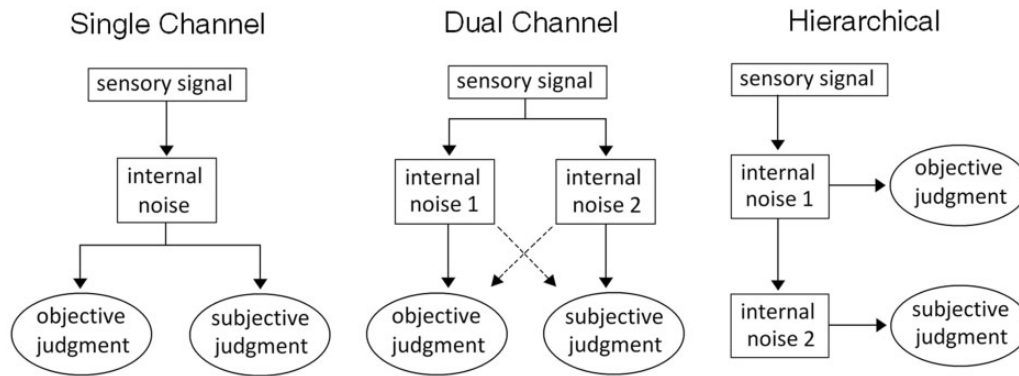 Single Channel
sensory signal
internal
noise
objective
judgment
subjective
judgment
Dual Channel
sensory signal
internal
noise 1
internal
noise 2
objective
judgment
subjective
judgment
Hierarchical
sensory signal
internal
noise 1
objective
judgment
internal
noise 2
subjective
judgment